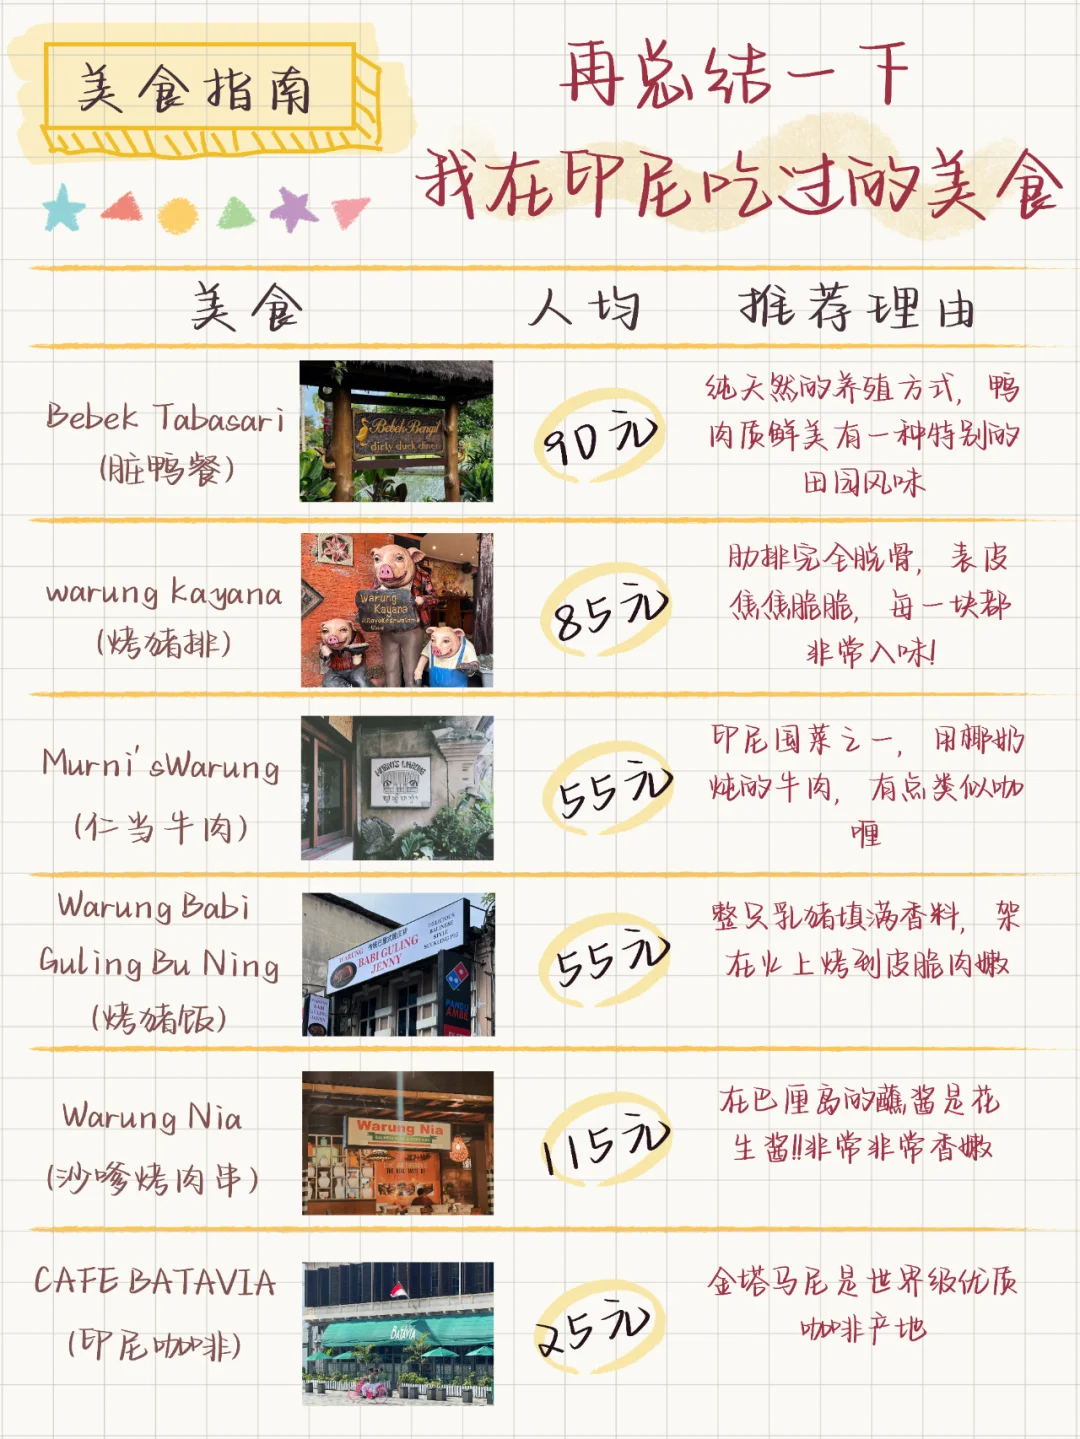 美食指南
再总结一下
我在印尼吃过的美食
美食 人均 推荐理由
Bebek Tabasari
(脏鸭餐)
Bebek Bengil
dirty duck diner
90元
纯天然的养殖方式，鸭
肉质鲜美有一种特别的
田园风味
warung kayana
(烤猪排)
Warung
Kayana
85元
肋排完全脱骨，表皮
焦焦脆脆，每一块都
非常入味!
Murni'sWarung
(仁当牛肉)
55元
印尼国菜之一，用椰奶
炖的牛肉，有点类似咖
喱
Warung Babi
Guling Bu Ning
(烤猪饭)
WARUNG
BABI GULING
JENNY
DELICIOUS
BALINESE
STYLE
SUCKLING PIG
55元
整只乳猪填满香料，架
在火上烤到皮脆肉嫩
Warung Nia
(沙嗲烤肉串)
Warung Nia
115元
在巴厘岛的蘸酱是花
生酱!!非常非常香嫩
CAFE BATAVIA
(印尼咖啡)
Batavia
25元
金塔马尼是世界级优质
咖啡产地